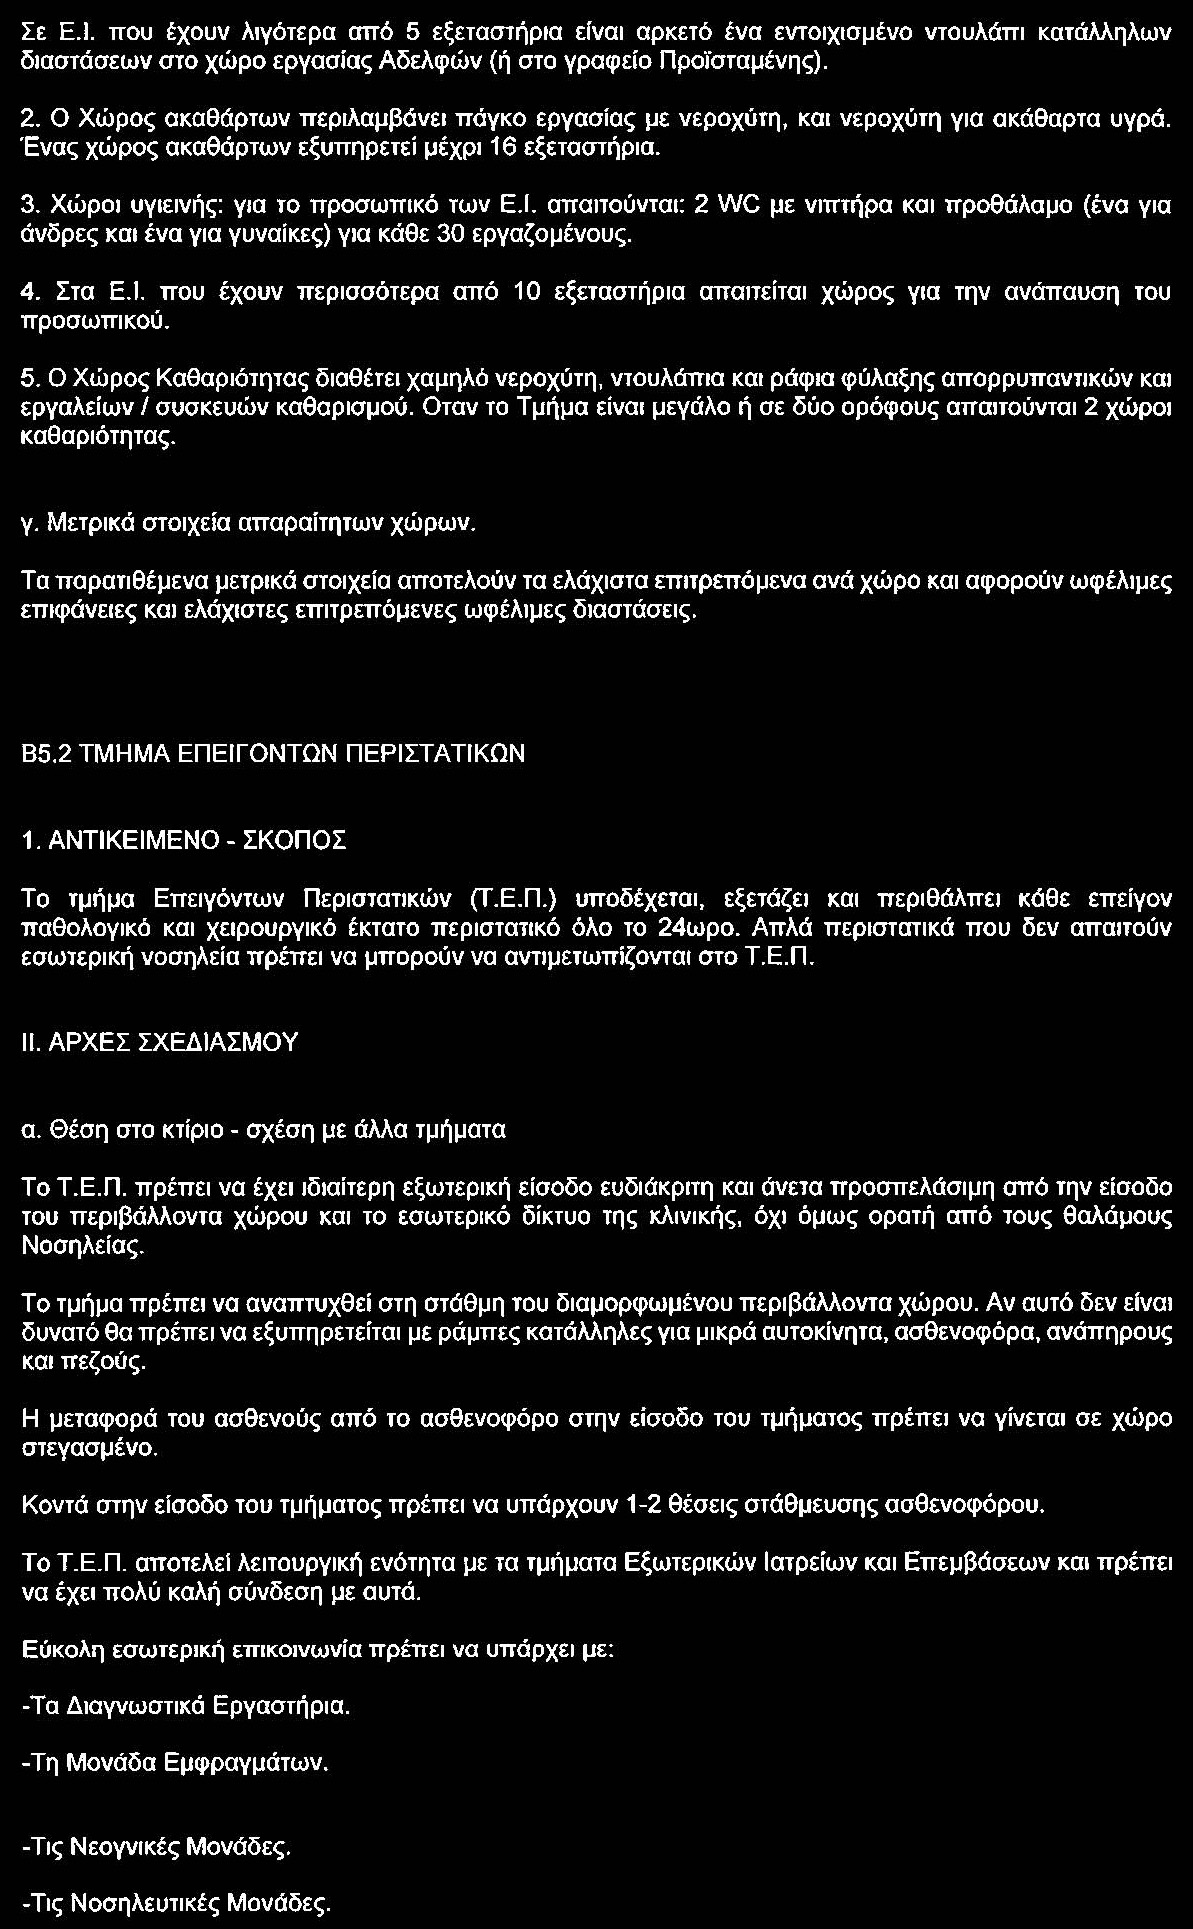 Σε Ε.Ι. που έχουν λιγότερα από 5 εξεταστήρια είναι αρκετό ένα εντοιχισμένο ντουλάπι κατάλληλων
διαστάσεων στο χώρο εργασίας Αδελφών (ή στο γραφείο Προϊσταμένης).
2. Ο Χώρος ακαθάρτων περιλαμβάνει πάγκο εργασίας με νεροχύτη, και νεροχύτη για ακάθαρτα υγρά.
Ένας χώρος ακαθάρτων εξυπηρετεί μέχρι 16 εξεταστήρια.
3. Χώροι υγιεινής: για το προσωπικό των Ε.Ι. απαιτούνται: 2 WC με νιπτήρα και προθάλαμο (ένα για
άνδρες και ένα για γυναίκες) για κάθε 30 εργαζομένους.
4. Στα Ε.Ι. που έχουν περισσότερα από 10 εξεταστήρια απαιτείται χώρος για την ανάπαυση του
προσωπικού.
5. Ο Χώρος Καθαριότητας διαθέτει χαμηλό νεροχύτη, ντουλάπια και ράφια φύλαξης απορρυπαντικών και
εργαλείων / συσκευών καθαρισμού. Οταν το Τμήμα είναι μεγάλο ή σε δύο ορόφους απαιτούνται 2 χώροι
καθαριότητας.
γ. Μετρικά στοιχεία απαραίτητων χώρων.
Τα παρατιθέμενα μετρικά στοιχεία αποτελούν τα ελάχιστα επιτρεπόμενα ανά χώρο και αφορούν ωφέλιμες
επιφάνειες και ελάχιστες επιτρεπόμενες ωφέλιμες διαστάσεις.
Β5.2 ΤΜΗΜΑ ΕΠΕΙΓΟΝΤΩΝ ΠΕΡΙΣΤΑΤΙΚΩΝ
1. ΑΝΤΙΚΕΙΜΕΝΟ - ΣΚΟΠΟΣ
Το τμήμα Επειγόντων Περιστατικών (Τ.Ε.Π.) υποδέχεται, εξετάζει και περιθάλπει κάθε επείγον
παθολογικό και χειρουργικό έκτατο περιστατικό όλο το 24ωρο. Απλά περιστατικά που δεν απαιτούν
εσωτερική νοσηλεία πρέπει να μπορούν να αντιμετωπίζονται στο Τ.Ε.Π.
ΙΙ. ΑΡΧΕΣ ΣΧΕΔΙΑΣΜΟΥ
α. Θέση στο κτίριο - σχέση με άλλα τμήματα
Το Τ.Ε.Π. πρέπει να έχει ιδιαίτερη εξωτερική είσοδο ευδιάκριτη και άνετα προσπελάσιμη από την είσοδο
του περιβάλλοντα χώρου και το εσωτερικό δίκτυο της κλινικής, όχι όμως ορατή από τους θαλάμους
Νοσηλείας.
Το τμήμα πρέπει να αναπτυχθεί στη στάθμη του διαμορφωμένου περιβάλλοντα χώρου. Αν αυτό δεν είναι
δυνατό θα πρέπει να εξυπηρετείται με ράμπες κατάλληλες για μικρά αυτοκίνητα, ασθενοφόρα, ανάπηρους
και πεζούς.
Η μεταφορά του ασθενούς από το ασθενοφόρο στην είσοδο του τμήματος πρέπει να γίνεται σε χώρο
στεγασμένο.
Κοντά στην είσοδο του τμήματος πρέπει να υπάρχουν 1-2 θέσεις στάθμευσης ασθενοφόρου.
Το Τ.Ε.Π. αποτελεί λειτουργική ενότητα με τα τμήματα Εξωτερικών Ιατρείων και Επεμβάσεων και πρέπει
να έχει πολύ καλή σύνδεση με αυτά.
Εύκολη εσωτερική επικοινωνία πρέπει να υπάρχει με:
-Τα Διαγνωστικά Εργαστήρια.
-Τη Μονάδα Εμφραγμάτων.
-Τις Νεογνικές Μονάδες.
-Τις Νοσηλευτικές Μονάδες.